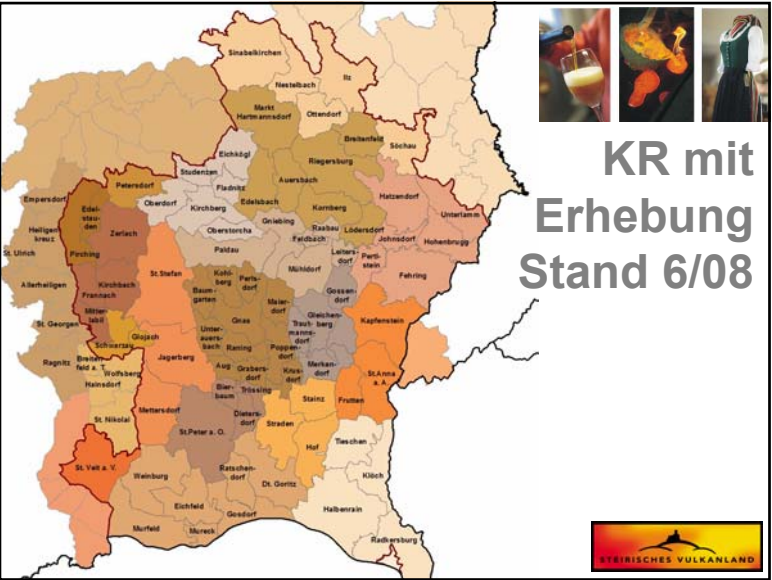 KR mit
Erhebung
Stand 6/08
Sinabelkirchen
Ilz
Nestelbach
Markt
Hartmannsdorf
Ottendorf
Breitenfeld
Söchau
Eichkögl
Riegersburg
Studenzen
Auersbach
Fladnitz
Petersdorf
Hatzendorf
Empersdorf
Edel-
stau-
den
Oberdorf
Kirchberg
Edelsbach
Kornberg
Unterlamm
Gniebing
Heiligen
kreuz
Zerlach
Oberstorcha
Raabau
Lödersdorf
Feldbach
Johnsdorf
Hohenbrugg
St. Ulrich
Pirching
Paldau
Leiters-
dorf
Pertl-
stein
St.Stefan
Kohl-
berg
Perls-
dorf
Mühldorf
Fehring
Allerheiligen
Kirchbach
Baum-
garten
Gossen-
dorf
Frannach
Maier-
dorf
Gleichen-
berg
Kapfenstein
Mitter-
labil
Gnas
Traut-
manns-
dorf
St. Georgen
Schwarzau
Glojach
Unter-
auers-
bach
Raning
Poppen-
dorf
Ragnitz
Breiten
feld a. T.
Wolfsberg
Jagerberg
Aug
Grabers-
dorf
Krus-
dorf
Merken-
dorf
St.Anna
a. A.
Hainsdorf
Bier-
baum
Trössing
Stainz
Frutten
St. Nikolai
Mettersdorf
St.Peter a. O.
Dieters-
dorf
Straden
Hof
Tieschen
St. Veit a. V.
Weinburg
Ratschen-
dorf
Dt. Goritz
Klöch
Eichfeld
Gosdorf
Halbenrain
Murfeld
Mureck
Radkersburg
STEIRISCHES VULKANLAND